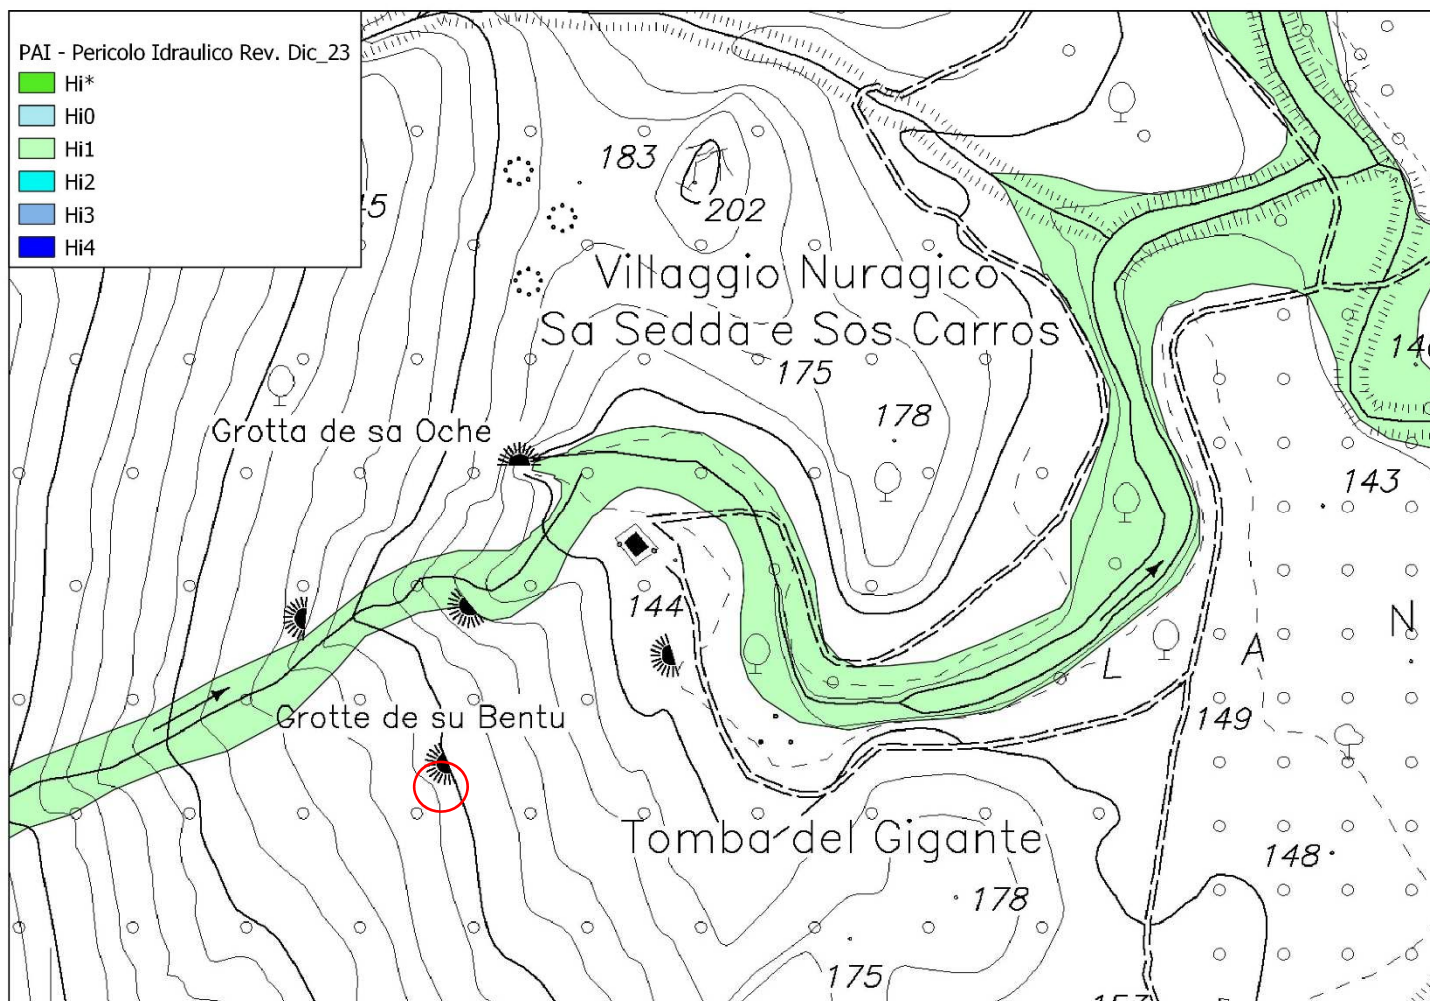 PAI - Pericolo Idraulico Rev. Dic_23
Hi*
Hi0
Hi1
Hi2
Hi3
Hi4
183
202
Villaggio Nuragico
Sa Sedda e Sos Carros
175
178
Grotta de sa Oche
143
144
L A N
149
Grotte de su Bentu
Tomba del Gigante
148
178
175